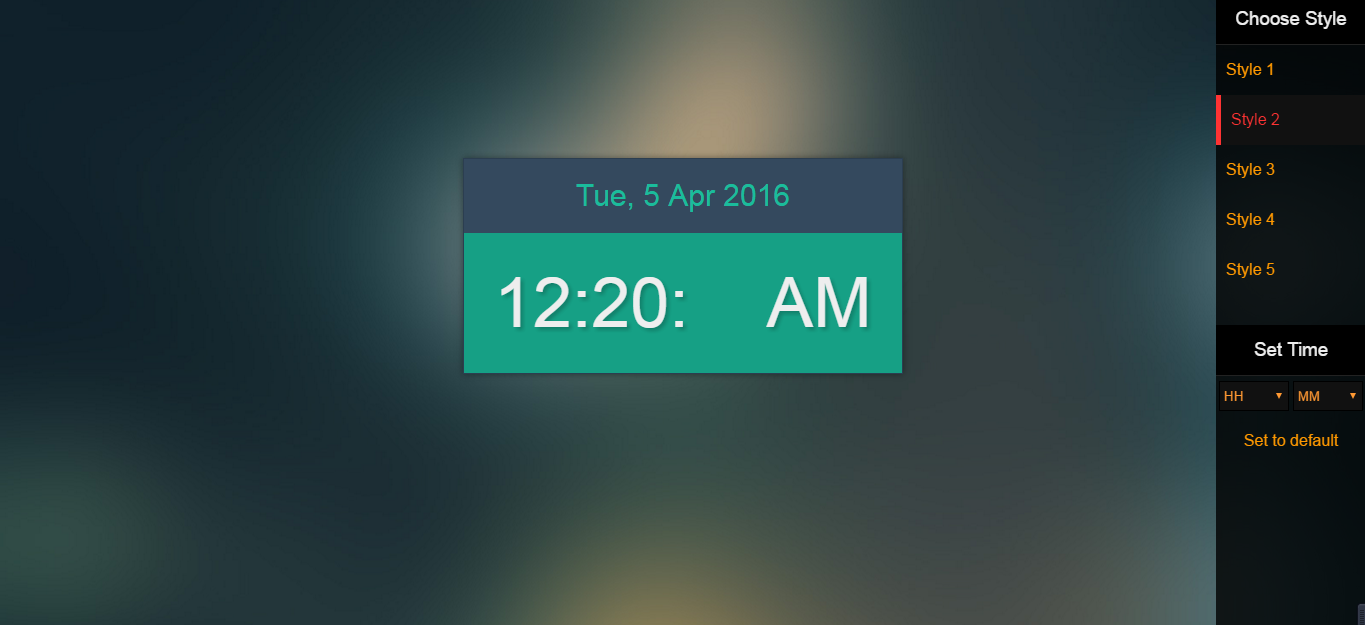 Choose Style
Style 1
Style 2
Style 3
Style 4
Style 5
Tue, 5 Apr 2016
12:20: AM
Set Time
HH MM
Set to default